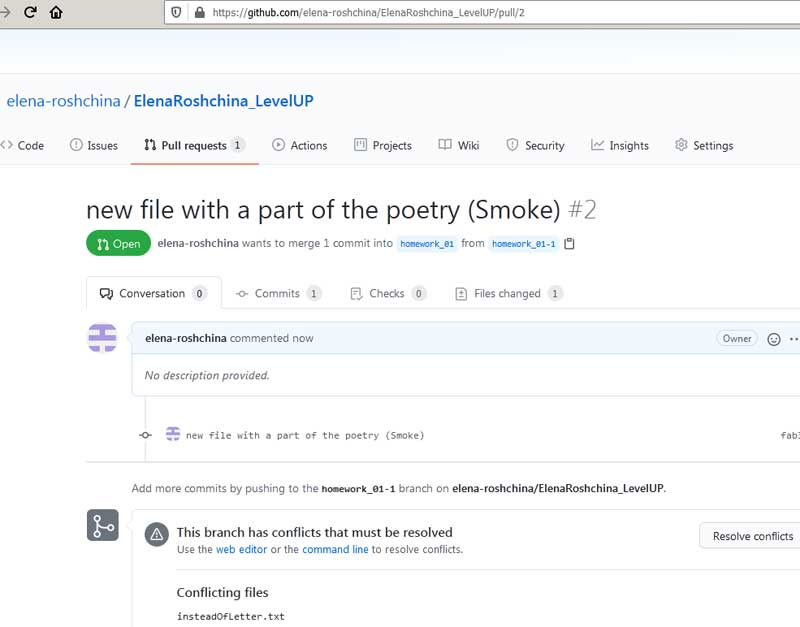 https://github.com/elena-roshchina/ElenaRoshchina_LevelUP/pull/2
elena-roshchina / ElenaRoshchina_LevelUP
<> Code Issues Pull requests 1 Actions Projects Wiki Security Insights Settings
new file with a part of the poetry (Smoke) #2
Open elena-roshchina wants to merge 1 commit into homework_01 from homework_01-1
Conversation 0 Commits 1 Checks 0 Files changed 1
elena-roshchina commented now Owner
No description provided.
new file with a part of the poetry (Smoke)
Add more commits by pushing to the homework_01-1 branch on elena-roshchina/ElenaRoshchina_LevelUP.
This branch has conflicts that must be resolved
Resolve conflicts
Use the web editor or the command line to resolve conflicts.
Conflicting files
insteadOfLetter.txt